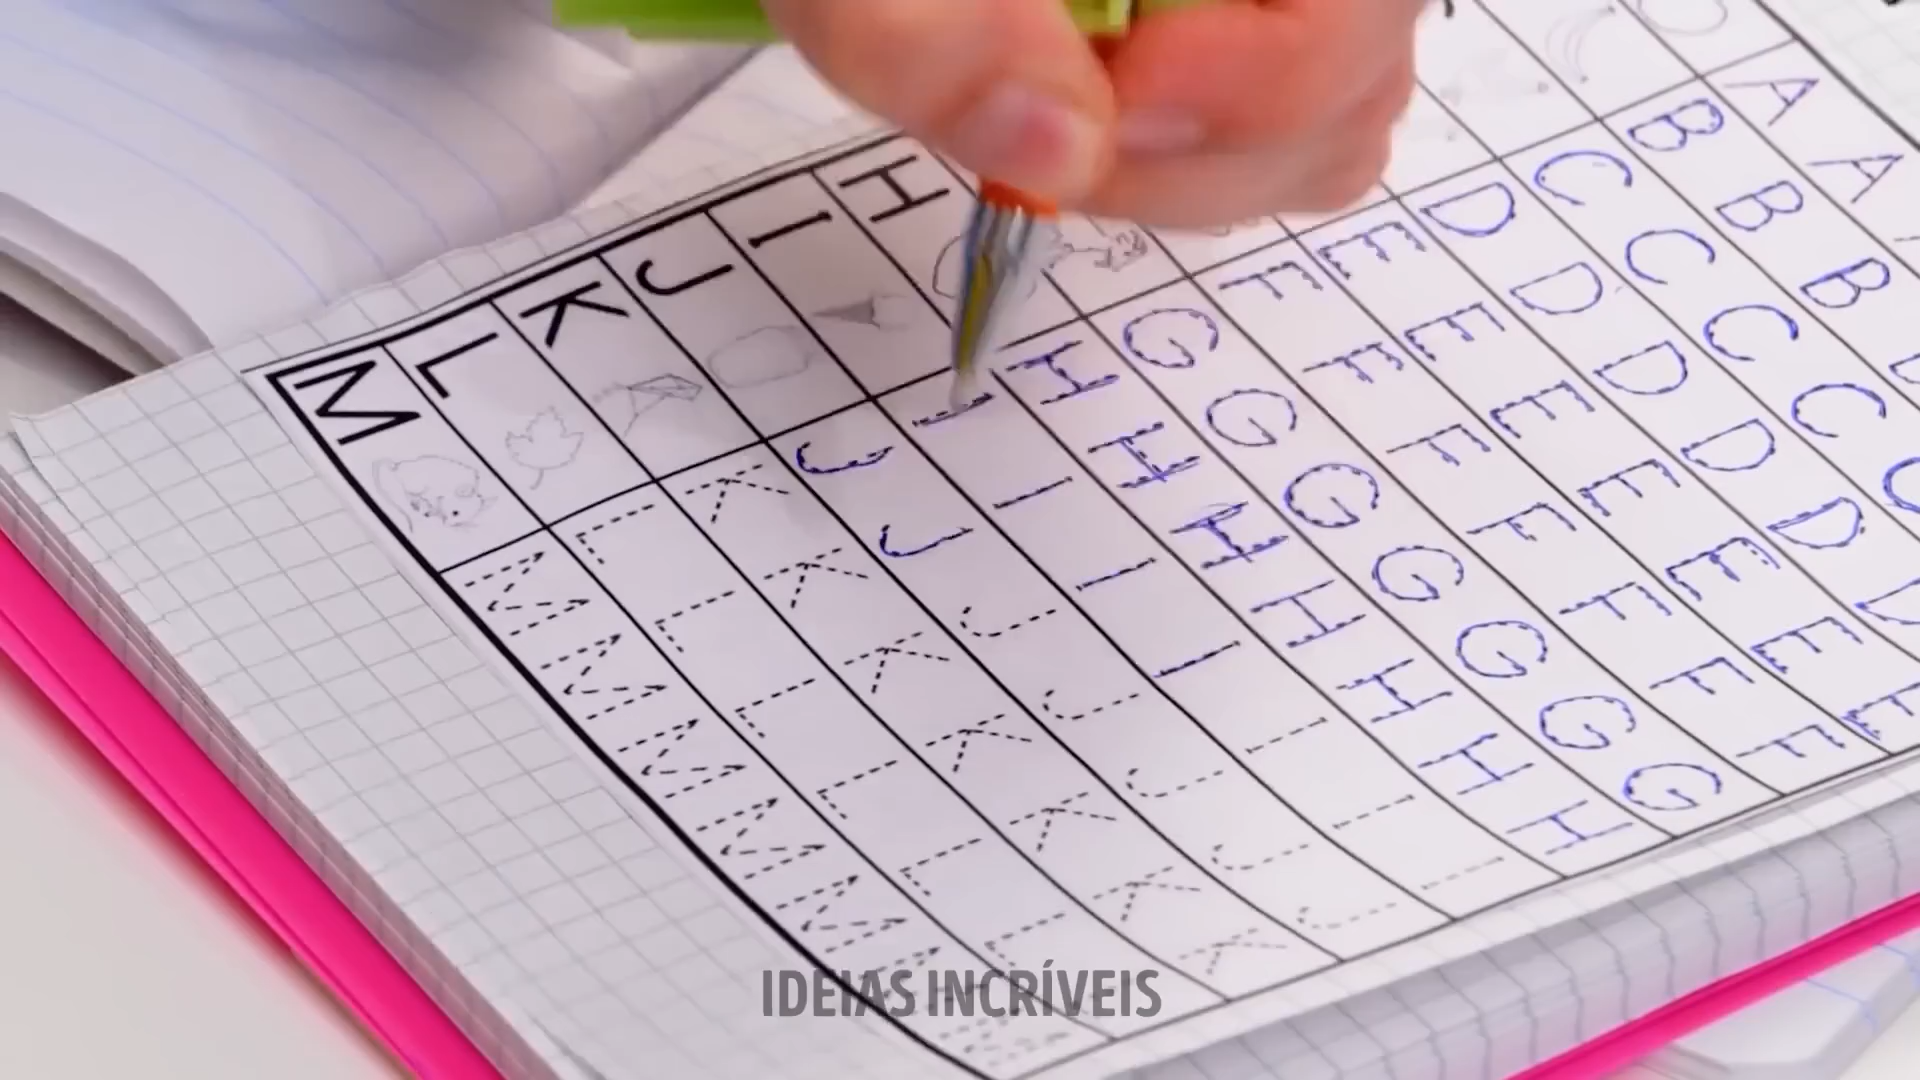 A A
B B B B
C C C C C
D D D D D D
E E E E E E E
F F F F F F F
G G G G G G G
H H H H H H H H
I I I I I I I I
J J J J J J J J
K K K K K K K
L L L L L L L
M M M M M M
IDEIAS INCRÍVEIS